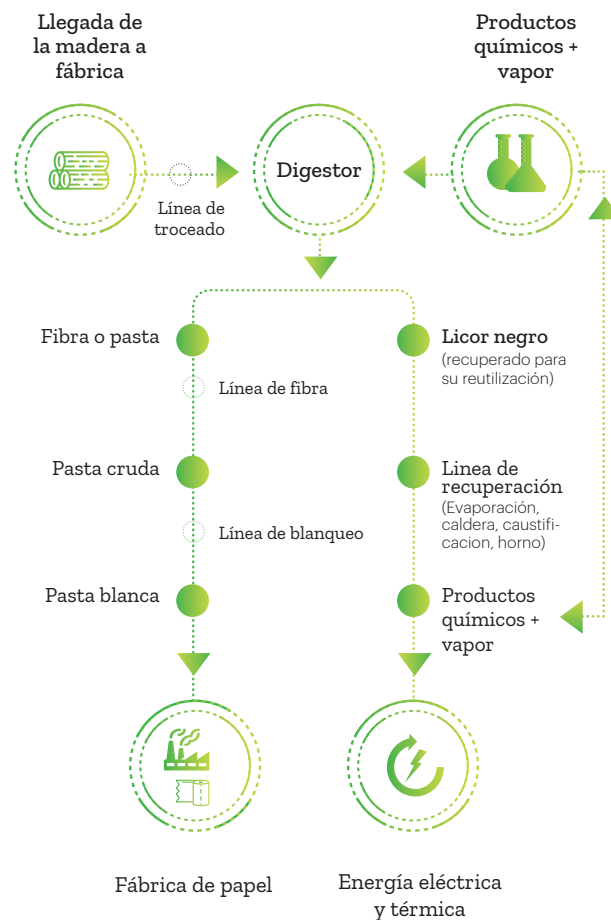 Llegada de
la madera a
fábrica
Productos
químicos +
vapor
Digestor
Línea de
troceado
Fibra o pasta
Línea de fibra
Pasta cruda
Línea de blanqueo
Pasta blanca
Licor negro
(recuperado para
su reutilización)
Linea de
recuperación
(Evaporación,
caldera, caustifi-
cacion, horno)
Productos
químicos +
vapor
Fábrica de papel
Energía eléctrica
y térmica